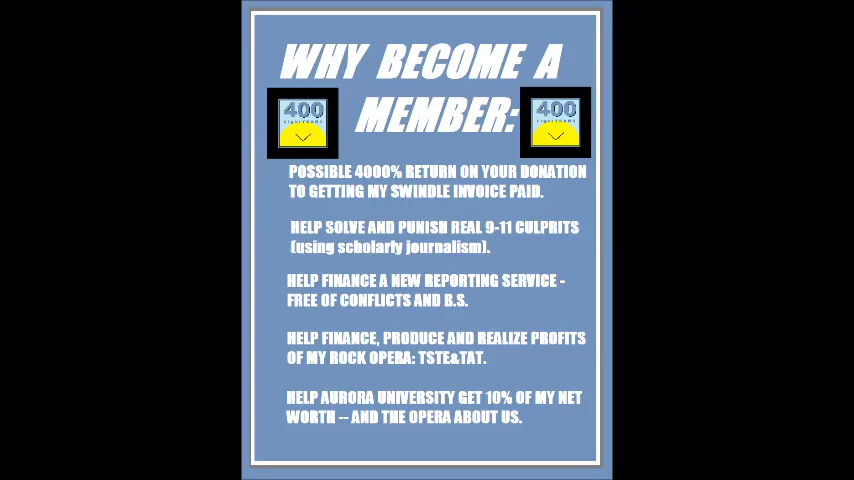 WHY BECOME A
MEMBER:
400
400
POSSIBLE 4000% RETURN ON YOUR DONATION
TO GETTING MY SWINDLE INVOICE PAID.
HELP SOLVE AND PUNISH REAL 9-11 CULPRITS
(using scholarly journalism).
HELP FINANCE A NEW REPORTING SERVICE -
FREE OF CONFLICTS AND B.S.
HELP FINANCE, PRODUCE AND REALIZE PROFITS
OF MY ROCK OPERA: TSTE&TAT.
HELP AURORA UNIVERSITY GET 10% OF MY NET
WORTH -- AND THE OPERA ABOUT US.